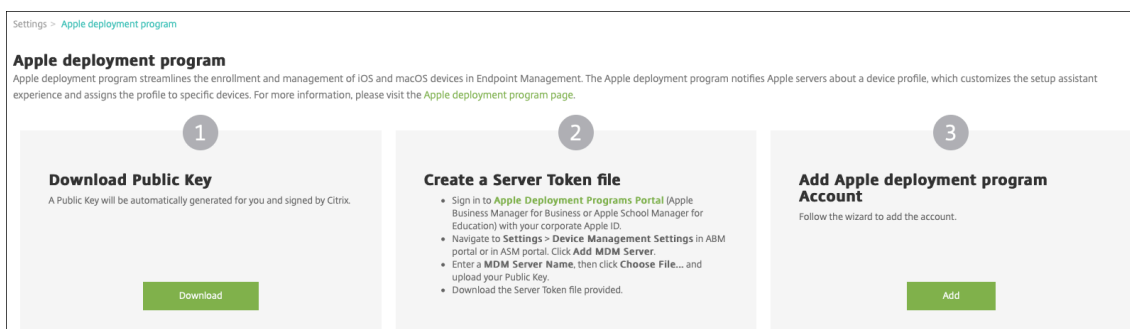 Settings > Apple deployment program
Apple deployment program
Apple deployment program streamlines the enrollment and management of iOS and macOS devices in Endpoint Management. The Apple deployment program notifies Apple servers about a device profile, which customizes the setup assistant
experience and assigns the profile to specific devices. For more information, please visit the Apple deployment program page.
1
Download Public Key
A Public Key will be automatically generated for you and signed by Citrix.
Download
2
Create a Server Token file
• Sign in to Apple Deployment Programs Portal (Apple
Business Manager for Business or Apple School Manager for
Education) with your corporate Apple ID.
• Navigate to Settings > Device Management Settings in ABM
portal or in ASM portal. Click Add MDM Server.
• Enter a MDM Server Name, then click Choose File... and
upload your Public Key.
• Download the Server Token file provided.
3
Add Apple deployment program
Account
Follow the wizard to add the account.
Add